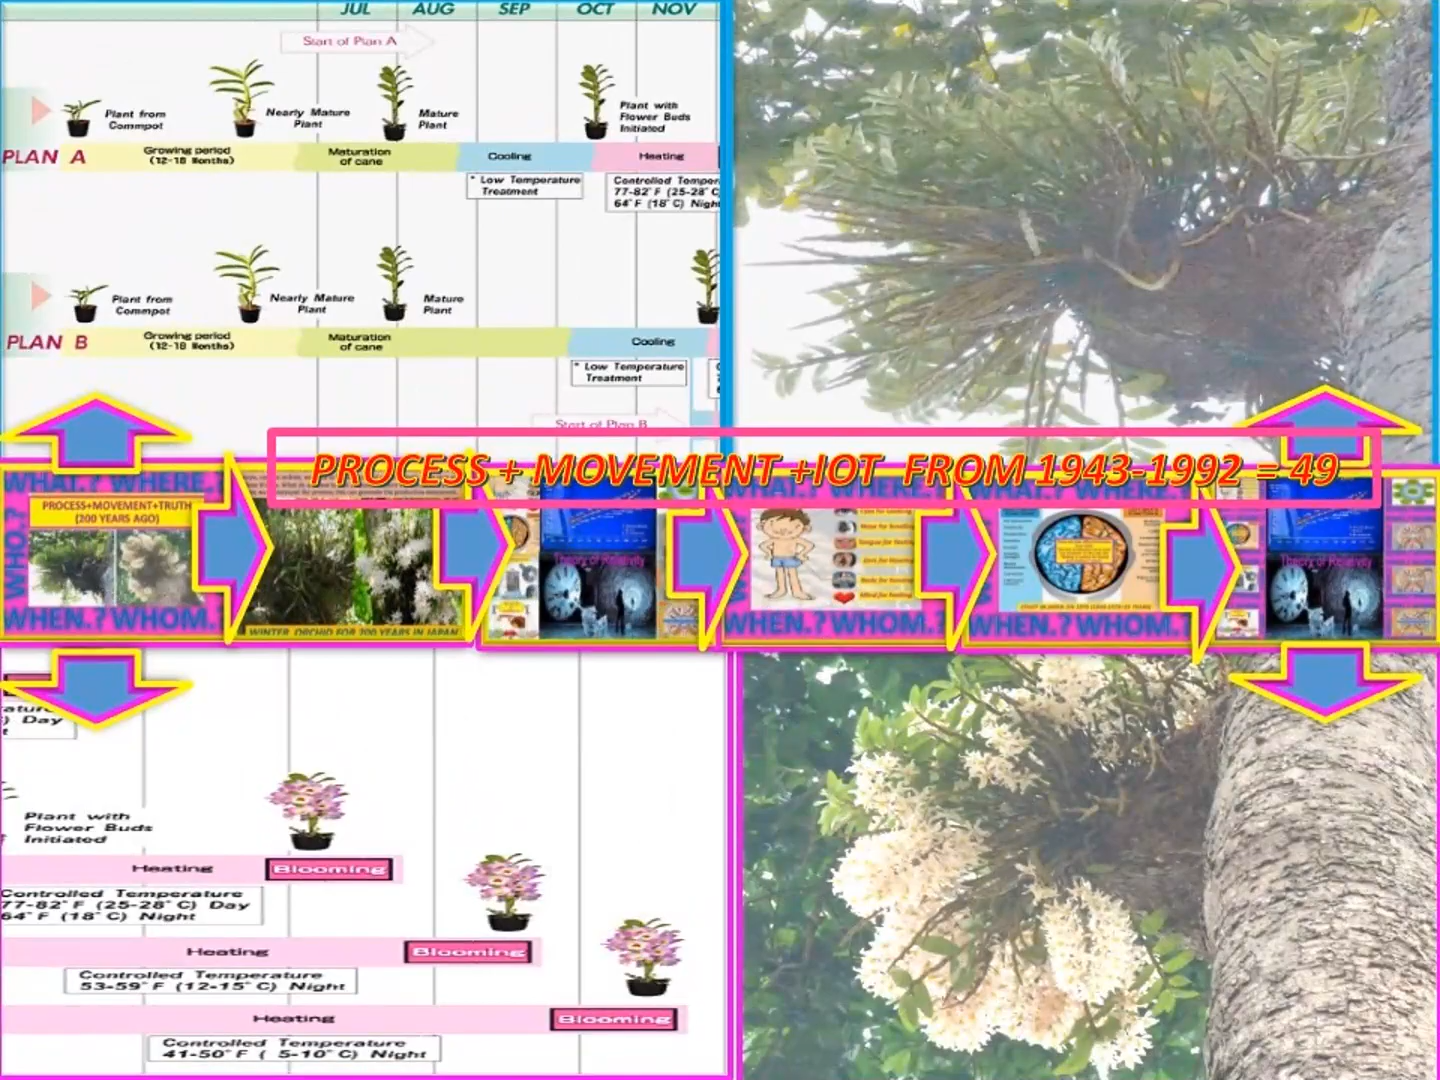 JUL AUG SEP OCT NOV
Start of Plan A
Plant from
Commpot
Nearly Mature
Plant
Mature
Plant
Plant with
Flower Buds
Initiated
PLAN A
Growing period
(12-18 Months)
Maturation
of cane
Cooling
Heating
* Low Temperature
Treatment
Controlled Temper
77-82°F (25-28°C)
64°F (18°C) Nigh
Plant from
Commpot
Nearly Mature
Plant
Mature
Plant
PLAN B
Growing period
(12-18 Months)
Maturation
of cane
Cooling
* Low Temperature
Treatment
Start of Plan B
PROCESS + MOVEMENT +IOT FROM 1943-1992 = 49
WHAT.? WHERE.?
WHO.?
PROCESS+MOVEMENT+TRUTH
(200 YEARS AGO)
WHEN.? WHOM.?
WINTER ORCHID FOR 200 YEARS IN JAPAN
Theory of Relativity
WHAT.? WHERE.?
WHEN.? WHOM.?
WHAT.? WHERE.?
WHEN.? WHOM.?
Theory of Relativity
) Day
Plant with
Flower Buds
Initiated
Heating
Blooming
Controlled Temperature
77-82°F (25-28°C) Day
64°F (18°C) Night
Heating
Blooming
Controlled Temperature
53-59°F (12-15°C) Night
Heating
Blooming
Controlled Temperature
41-50°F ( 5-10°C) Night